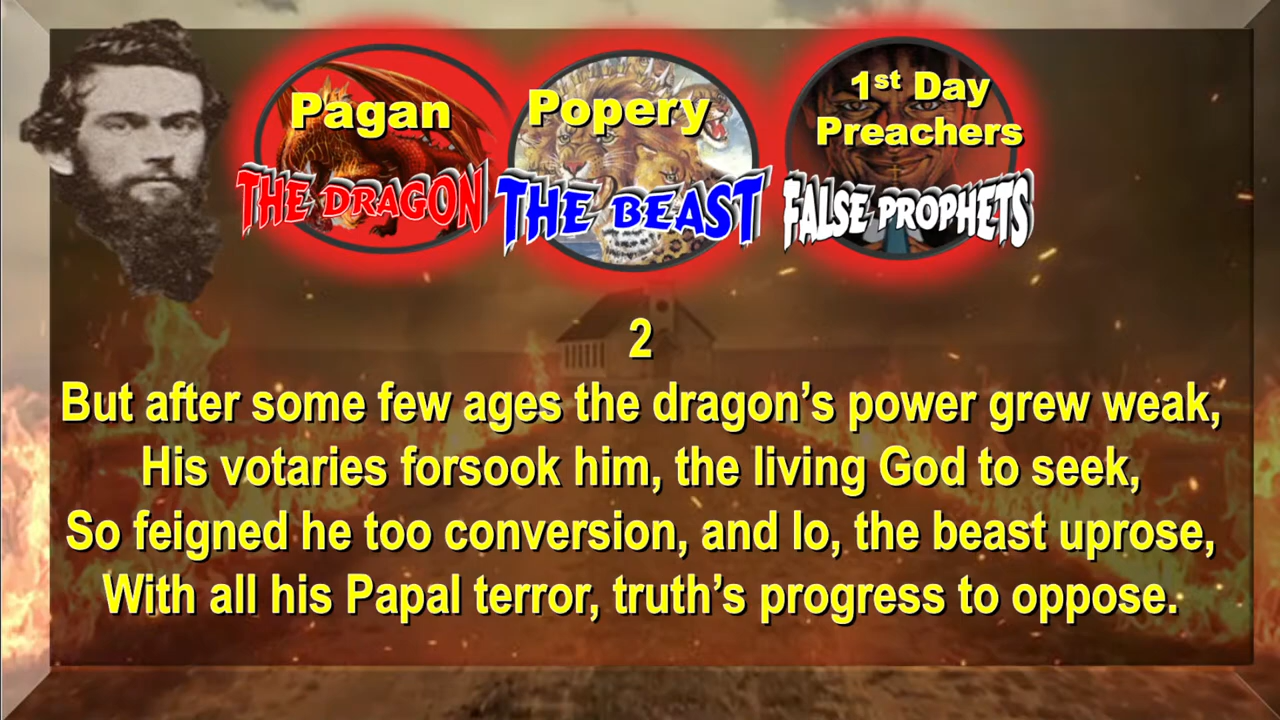 Pagan
THE DRAGON
Popery
THE BEAST
1st Day
Preachers
FALSE PROPHETS
2
But after some few ages the dragon's power grew weak,
His votaries forsook him, the living God to seek,
So feigned he too conversion, and lo, the beast uprose,
With all his Papal terror, truth's progress to oppose.